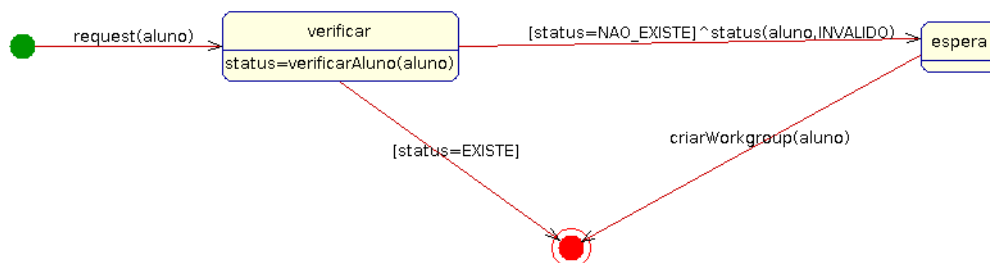 request(aluno)
verificar
status=verificarAluno(aluno)
[status=NAO_EXISTE]^status(aluno,INVALIDO)
espera
[status=EXISTE]
criarWorkgroup(aluno)